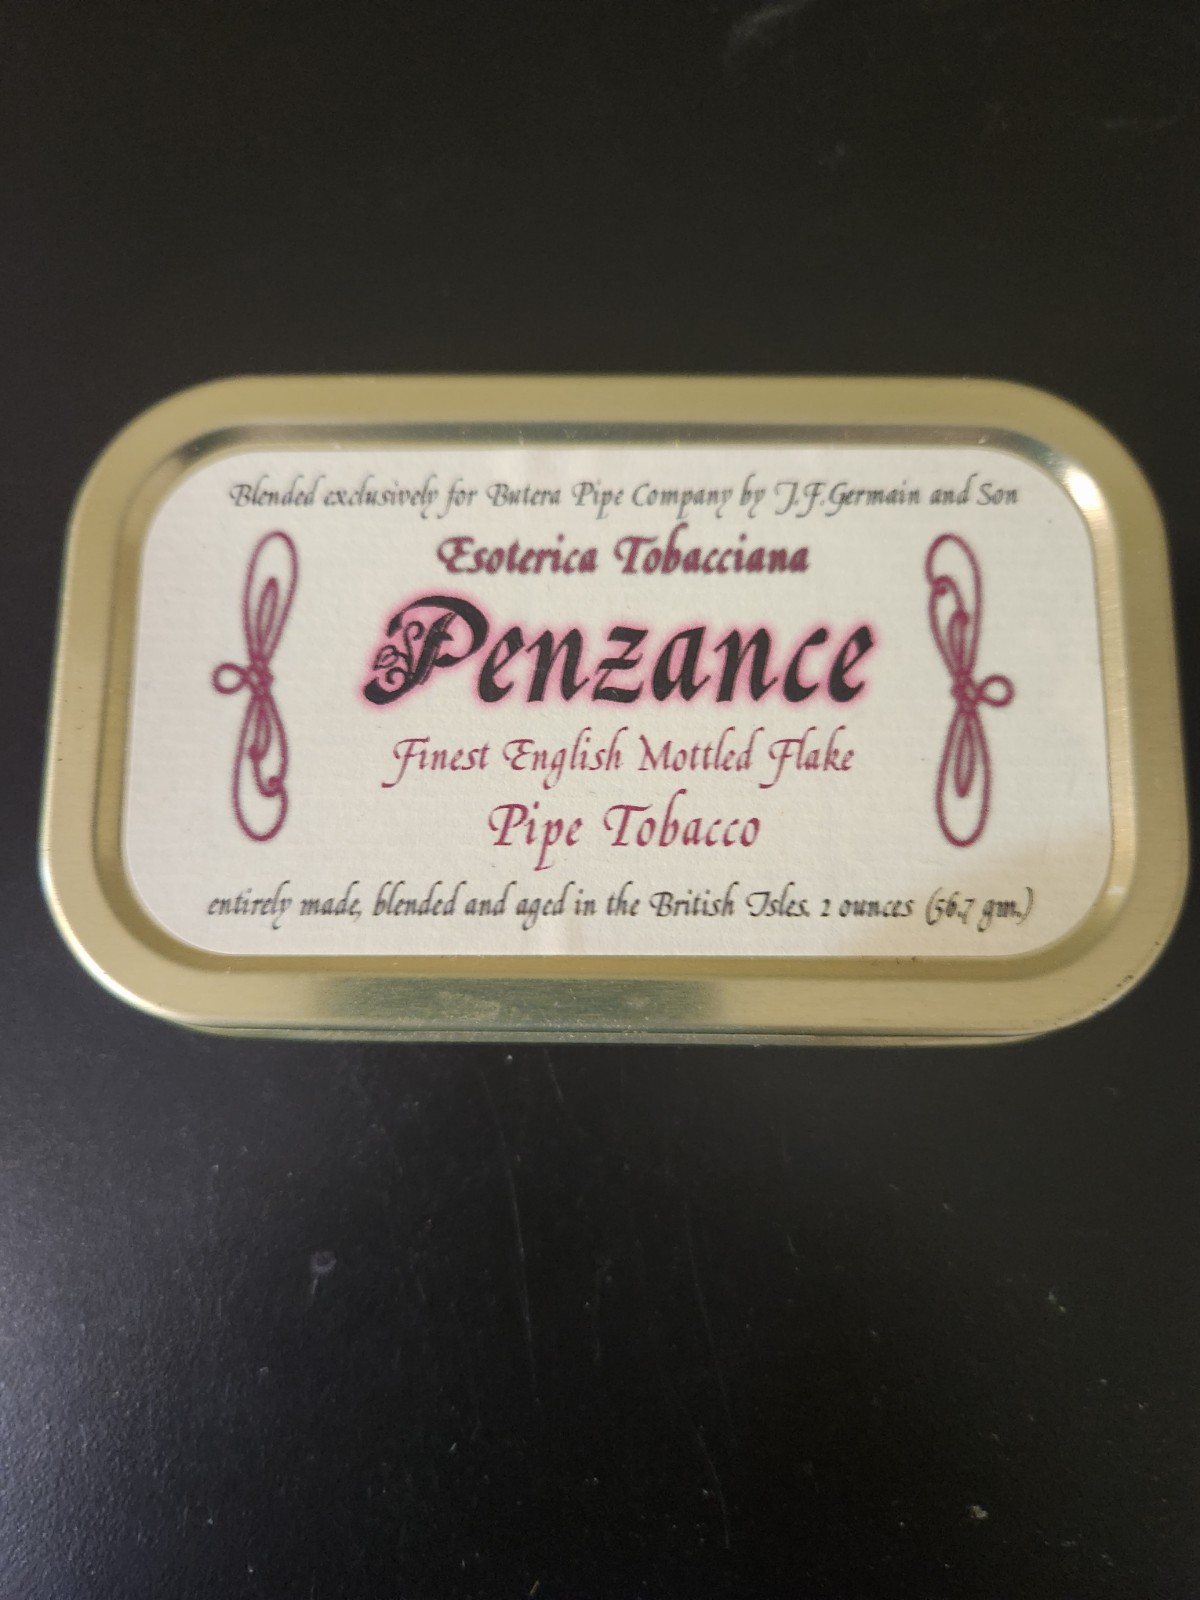 Blended exclusively for Butera Pipe Company by J.F.Germain and Son
Esoterica Tobacciana
Penzance
Finest English Mottled Flake
Pipe Tobacco
entirely made, blended and aged in the British Isles. 2 ounces (56.7 gm.)